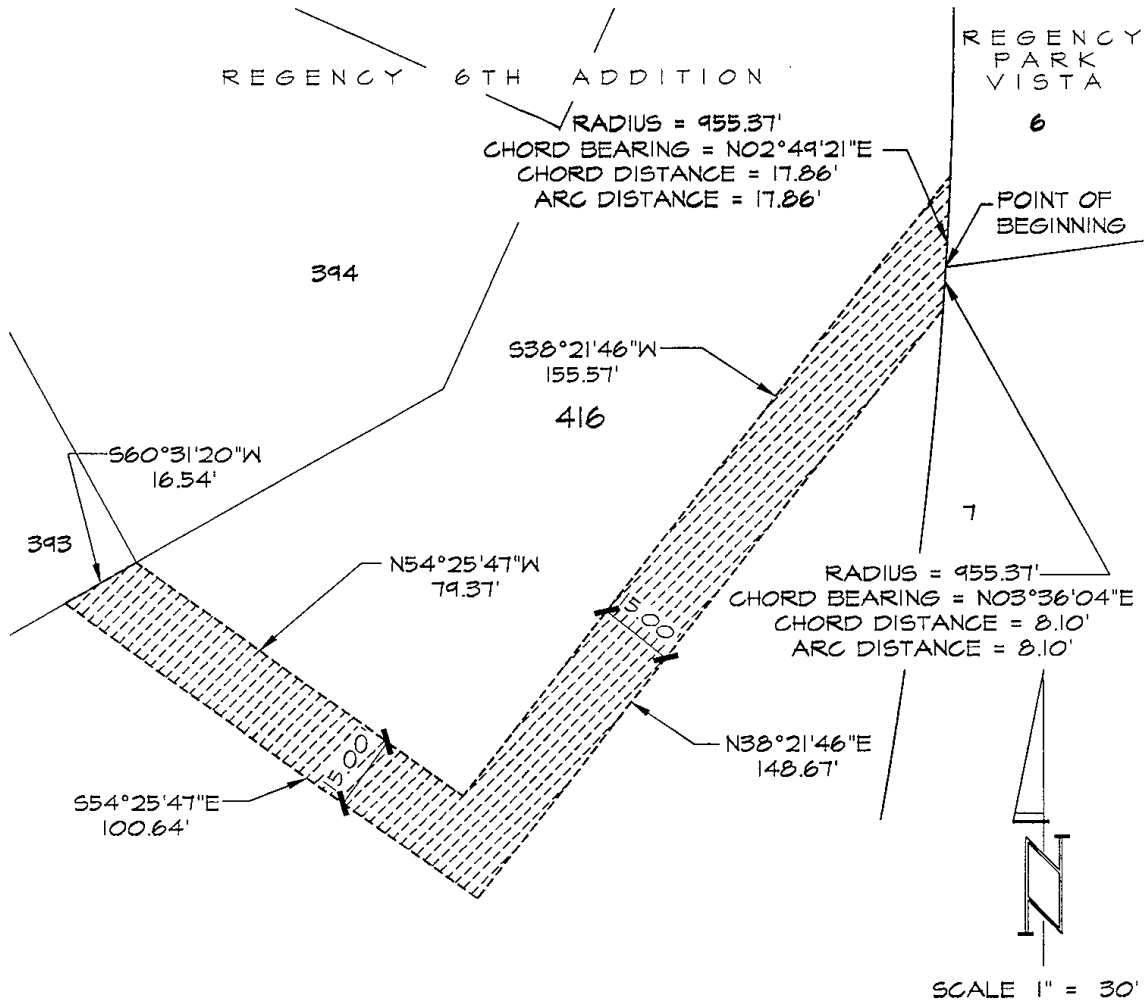 REGENCY 6TH ADDITION
REGENCY
PARK
VISTA
6
RADIUS = 955.37'
CHORD BEARING = N02°49'21"E
CHORD DISTANCE = 17.86'
ARC DISTANCE = 17.86'
POINT OF
BEGINNING
394
S38°21'46"W
155.57'
416
S60°31'20"W
16.54'
393
7
N54°25'47"W
79.37'
RADIUS = 955.37'
CHORD BEARING = N03°36'04"E
CHORD DISTANCE = 8.10'
ARC DISTANCE = 8.10'
15.00
N38°21'46"E
148.67'
15.00
S54°25'47"E
100.64'
N
SCALE 1" = 30'